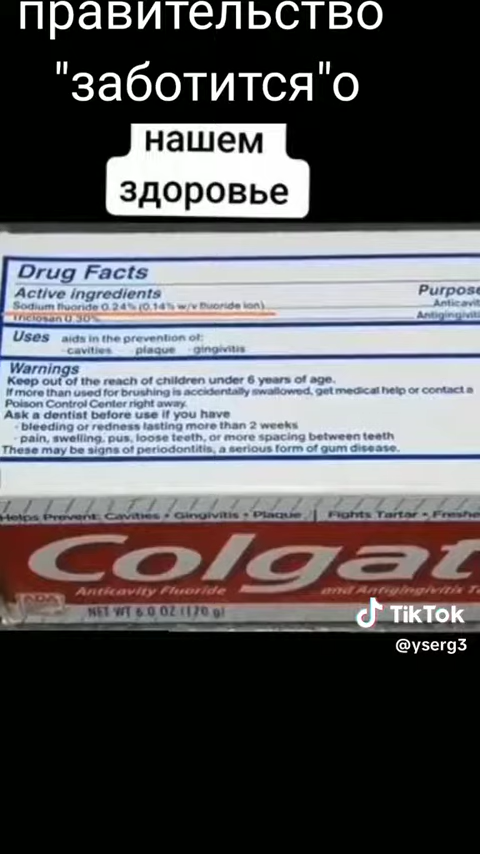 правительство
"заботится"о
нашем
здоровье
Drug Facts
Active ingredients
Purpose
Sodium fluoride 0.24% (0.14% w/v fluoride ion)
Anticavit
Triclosan 0.30%
Antigingiviti
Uses aids in the prevention of:
· cavities · plaque · gingivitis
Warnings
Keep out of the reach of children under 6 years of age.
If more than used for brushing is accidentally swallowed, get medical help or contact a
Poison Control Center right away.
Ask a dentist before use if you have
· bleeding or redness lasting more than 2 weeks
· pain, swelling, pus, loose teeth, or more spacing between teeth
These may be signs of periodontitis, a serious form of gum disease.
Helps Prevent: Cavities • Gingivitis • Plaque | Fights Tartar • Freshe
Colgat
Anticavity Fluoride and Antigingivitis T
ADA
NET WT 6.0 OZ (170 g)
TikTok
@yserg3